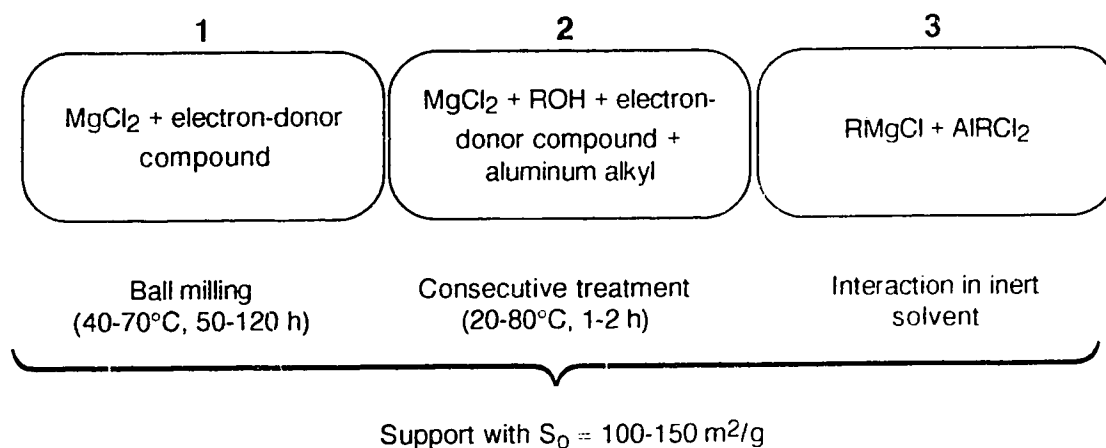 1
MgCl2 + electron-donor
compound
Ball milling
(40-70°C, 50-120 h)
2
MgCl2 + ROH + electron-
donor compound +
aluminum alkyl
Consecutive treatment
(20-80°C, 1-2 h)
3
RMgCl + AlRCl2
Interaction in inert
solvent
Support with S0 = 100-150 m2/g